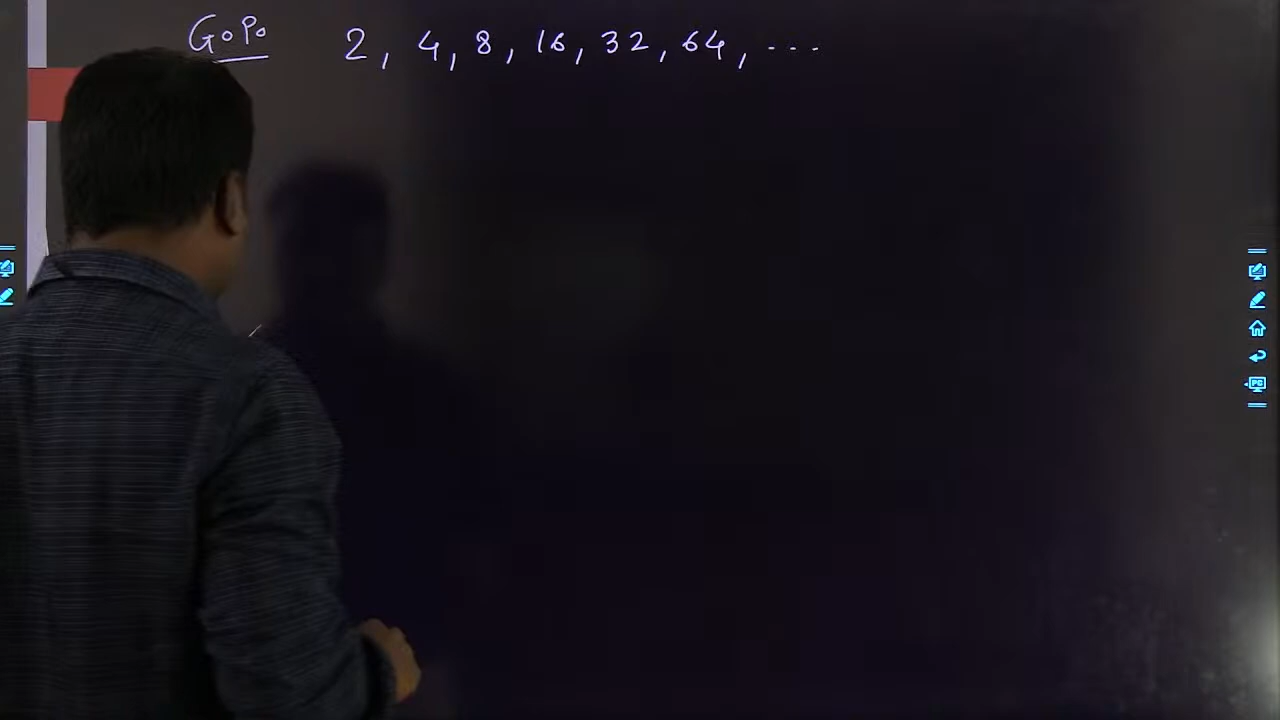 G.P. 2, 4, 8, 16, 32, 64, ...